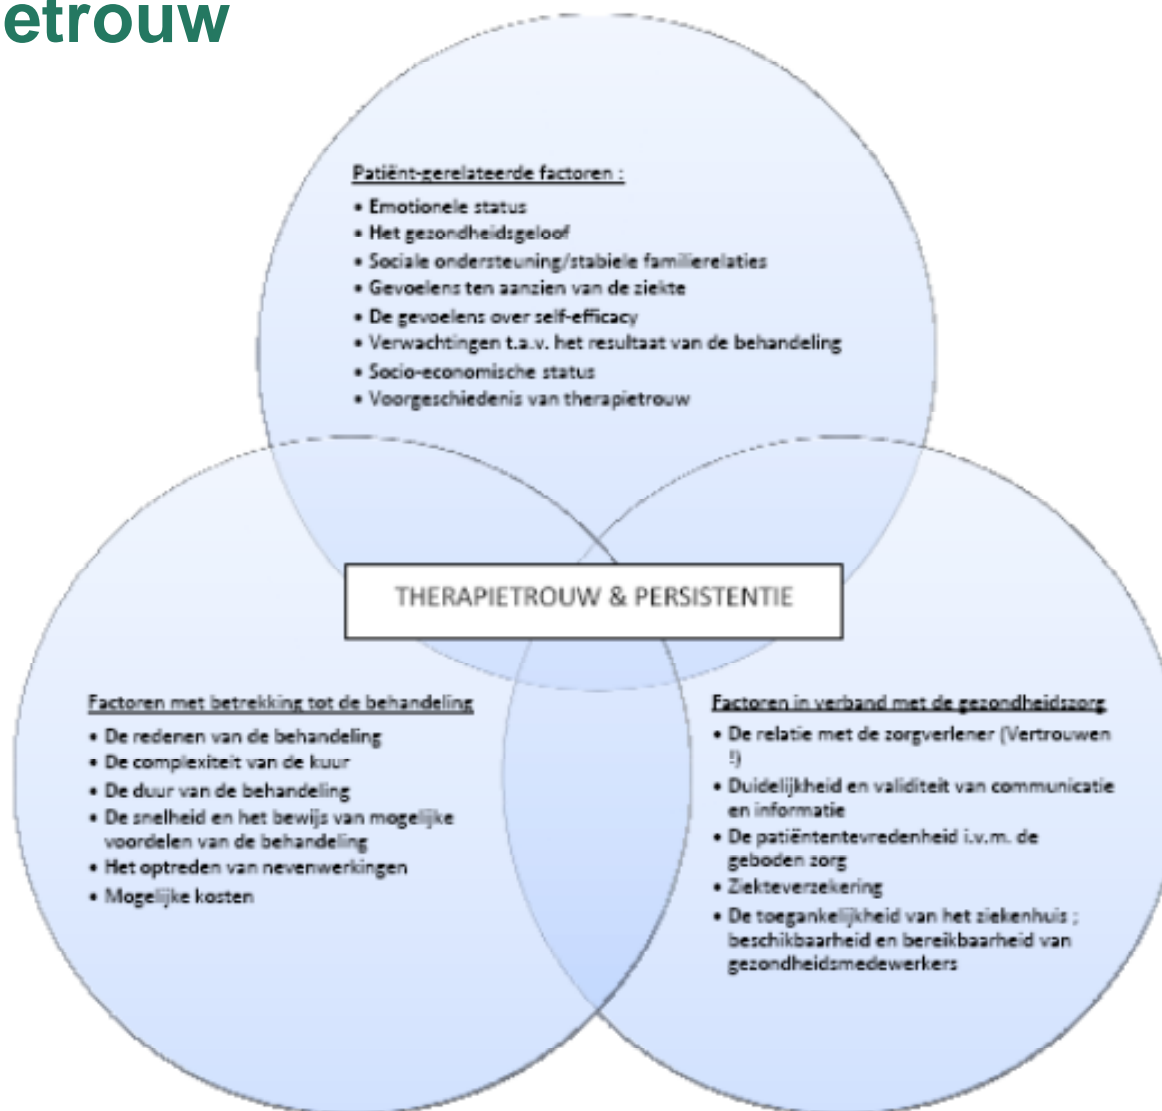 etrouw
Patiënt-gerelateerde factoren :
• Emotionele status
• Het gezondheidsgeloof
• Sociale ondersteuning/stabiele familierelaties
• Gevoelens ten aanzien van de ziekte
• De gevoelens over self-efficacy
• Verwachtingen t.a.v. het resultaat van de behandeling
• Socio-economische status
• Voorgeschiedenis van therapietrouw
THERAPIETROUW & PERSISTENTIE
Factoren met betrekking tot de behandeling
• De redenen van de behandeling
• De complexiteit van de kuur
• De duur van de behandeling
• De snelheid en het bewijs van mogelijke
voordelen van de behandeling
• Het optreden van nevenwerkingen
• Mogelijke kosten
Factoren in verband met de gezondheidszorg
• De relatie met de zorgverlener (Vertrouwen
!)
• Duidelijkheid en validiteit van communicatie
en informatie
• De patiëntentevredenheid i.v.m. de
geboden zorg
• Ziekteverzekering
• De toegankelijkheid van het ziekenhuis ;
beschikbaarheid en bereikbaarheid van
gezondheidsmedewerkers